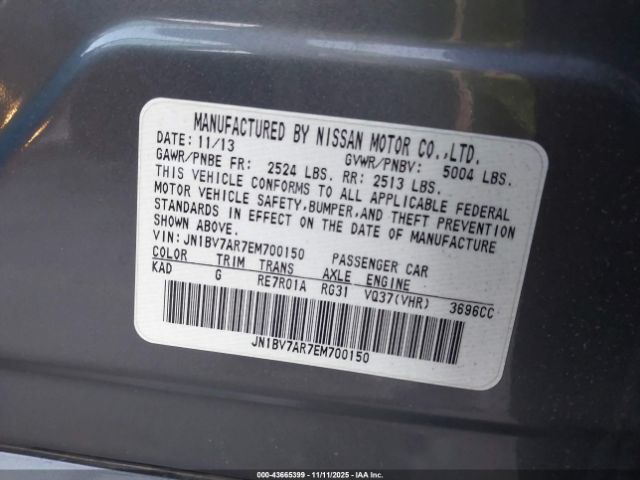 MANUFACTURED BY NISSAN MOTOR CO.,LTD.
DATE: 11/13 GVWR/PNBV: 5004 LBS.
GAWR/PNBE FR: 2524 LBS. RR: 2513 LBS.
THIS VEHICLE CONFORMS TO ALL APPLICABLE FEDERAL
MOTOR VEHICLE SAFETY,BUMPER,AND THEFT PREVENTION
STANDARDS IN EFFECT ON THE DATE OF MANUFACTURE
SHOWN ABOVE.
VIN: JN1BV7AR7EM700150 PASSENGER CAR
COLOR TRIM TRANS AXLE ENGINE
KAD G RE7R01A RG31 VQ37(VHR) 3696CC
JN1BV7AR7EM700150
000-43665399 - 11/11/2025 - IAAI Inc.